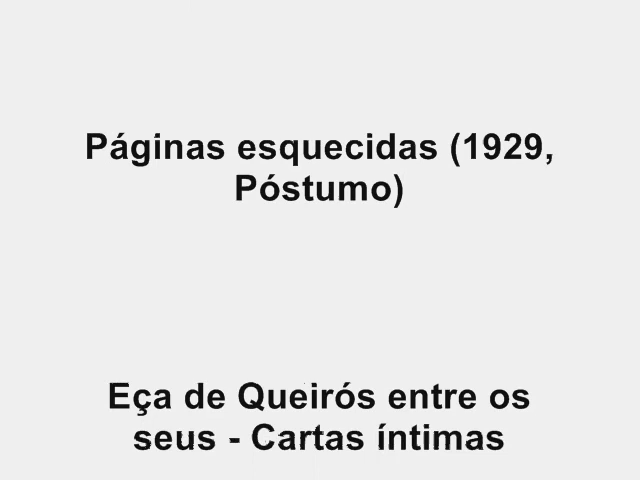 Páginas esquecidas (1929,
Póstumo)
Eça de Queirós entre os
seus - Cartas íntimas